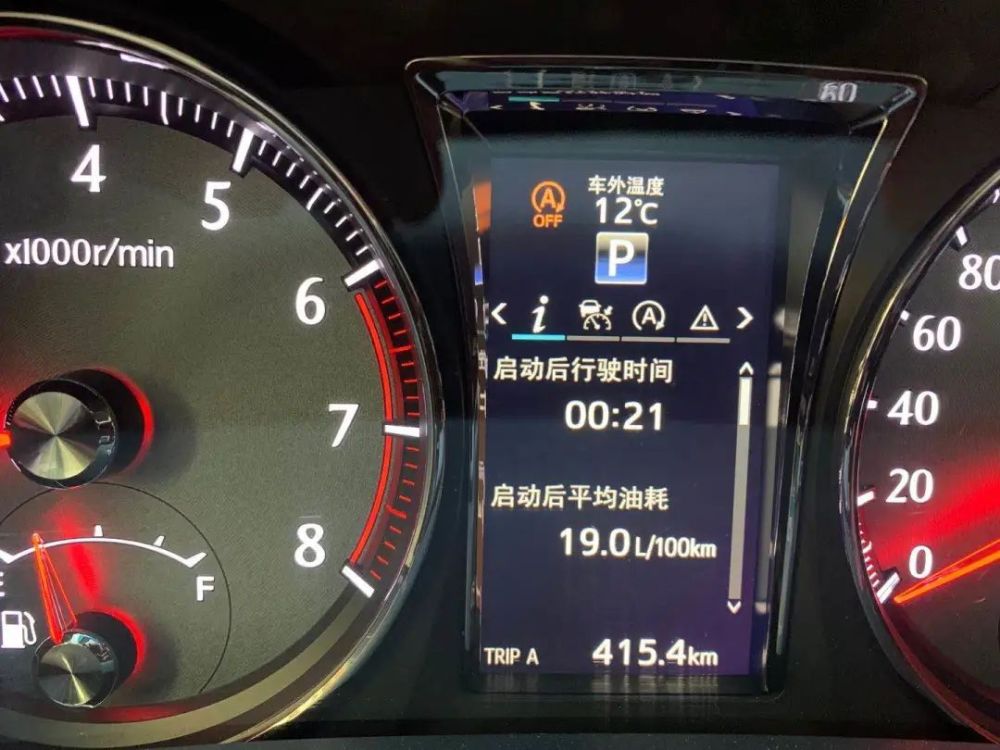 4
5
x1000r/min
6
7
8
E
F
60
A
OFF
车外温度
12℃
P
< i A >
启动后行驶时间
00:21
启动后平均油耗
19.0 L/100km
TRIP A
415.4km
80
60
40
20
0